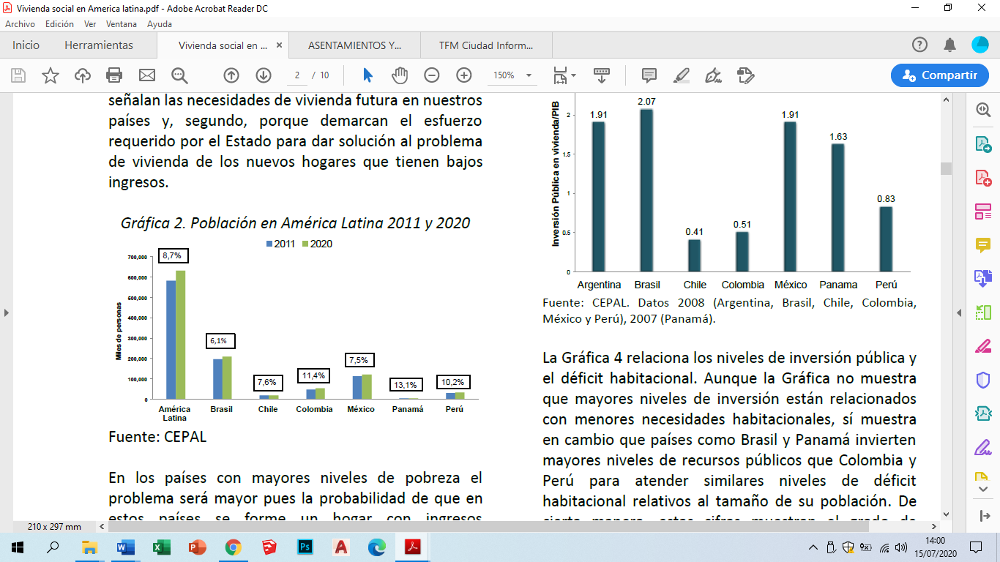 Vivienda social en America latina.pdf - Adobe Acrobat Reader DC
Archivo Edición Ver Ventana Ayuda
Inicio Herramientas Vivienda social en ... × ASENTAMIENTOS Y... TFM Ciudad Inform...
2 / 10 150% Compartir
señalan las necesidades de vivienda futura en nuestros
países y, segundo, porque demarcan el esfuerzo
requerido por el Estado para dar solución al problema
de vivienda de los nuevos hogares que tienen bajos
ingresos.
Gráfica 2. Población en América Latina 2011 y 2020
2011 2020
Miles de personas
700,000
600,000
500,000
400,000
300,000
200,000
100,000
0
8,7%
6,1%
7,6%
11,4%
7,5%
13,1%
10,2%
América Latina Brasil Chile Colombia México Panamá Perú
Fuente: CEPAL
En los países con mayores niveles de pobreza el
problema será mayor pues la probabilidad de que en
estos países se forme un hogar con ingresos
Inversión Pública en vivienda/PIB
2
1.5
1
0.5
0
1.91
2.07
0.41
0.51
1.91
1.63
0.83
Argentina Brasil Chile Colombia México Panama Perú
Fuente: CEPAL. Datos 2008 (Argentina, Brasil, Chile, Colombia,
México y Perú), 2007 (Panamá).
La Gráfica 4 relaciona los niveles de inversión pública y
el déficit habitacional. Aunque la Gráfica no muestra
que mayores niveles de inversión están relacionados
con menores necesidades habitacionales, sí muestra
en cambio que países como Brasil y Panamá invierten
mayores niveles de recursos públicos que Colombia y
Perú para atender similares niveles de déficit
habitacional relativos al tamaño de su población. De
cierta manera, estas cifras muestran el grado de
210 x 297 mm
14:00
15/07/2020